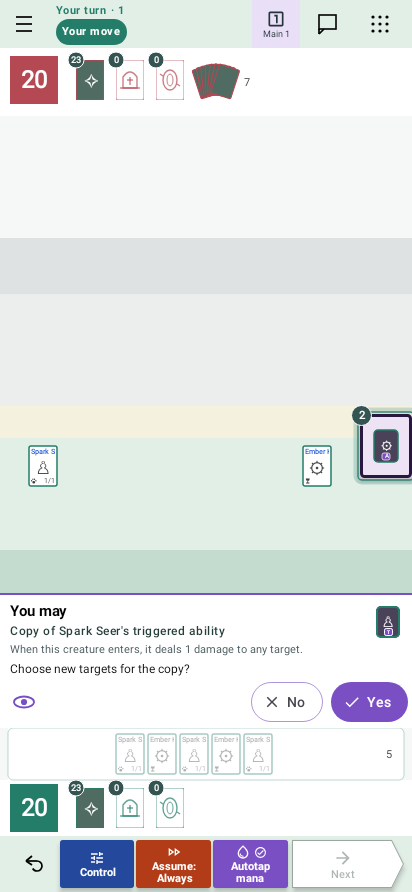 Your turn · 1
Your move
1
Main 1
20
23
0
0
7
2
A
Spark S
1/1
Ember H
You may
Copy of Spark Seer's triggered ability
When this creature enters, it deals 1 damage to any target.
T
Choose new targets for the copy?
No
Yes
Spark S
Ember H
Spark S
Ember H
Spark S
1/1
1/1
1/1
5
20
23
0
0
Control
Assume:
Always
Autotap
mana
Next